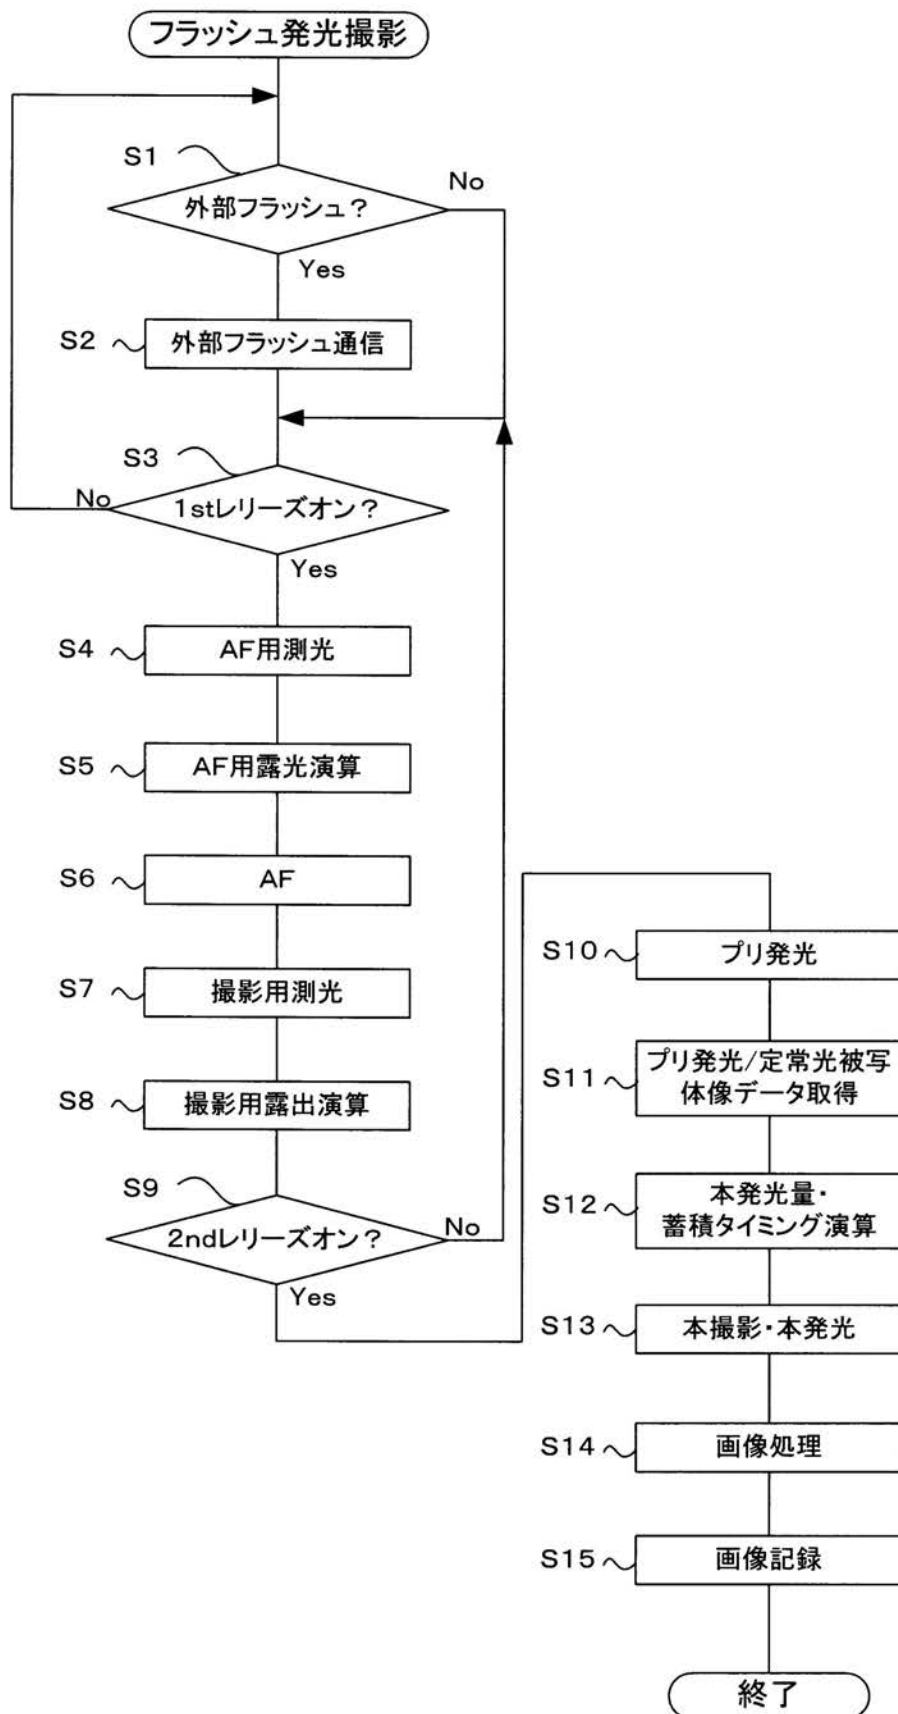 フラッシュ発光撮影
S1
外部フラッシュ？
No
Yes
S2
外部フラッシュ通信
S3
1stレリーズオン？
No
Yes
S4
AF用測光
S5
AF用露光演算
S6
AF
S7
撮影用測光
S8
撮影用露出演算
S9
2ndレリーズオン？
No
Yes
S10
プリ発光
S11
プリ発光/定常光被写
体像データ取得
S12
本発光量・
蓄積タイミング演算
S13
本撮影・本発光
S14
画像処理
S15
画像記録
終了